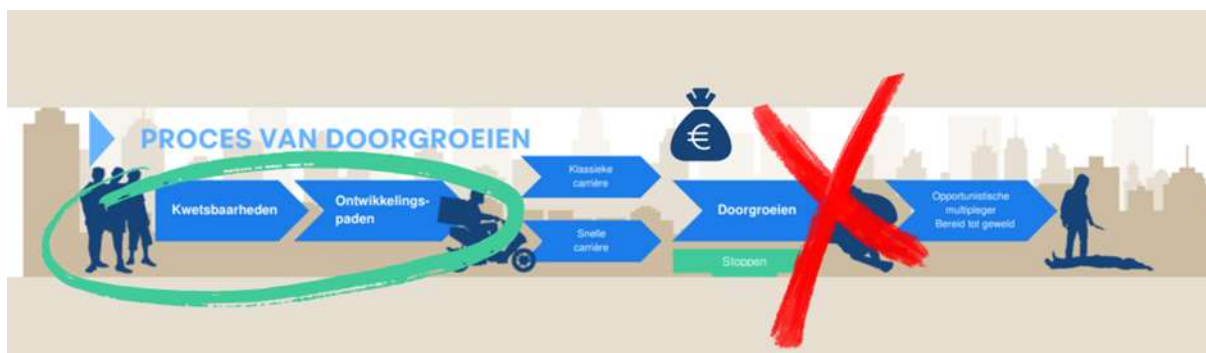 PROCES VAN DOORGROEIEN
Kwetsbaarheden
Ontwikkelings-
paden
Klassieke
carrière
Snelle
carrière
€
Doorgroeien
Stoppen
Opportunistische
multipleger
Bereid tot geweld